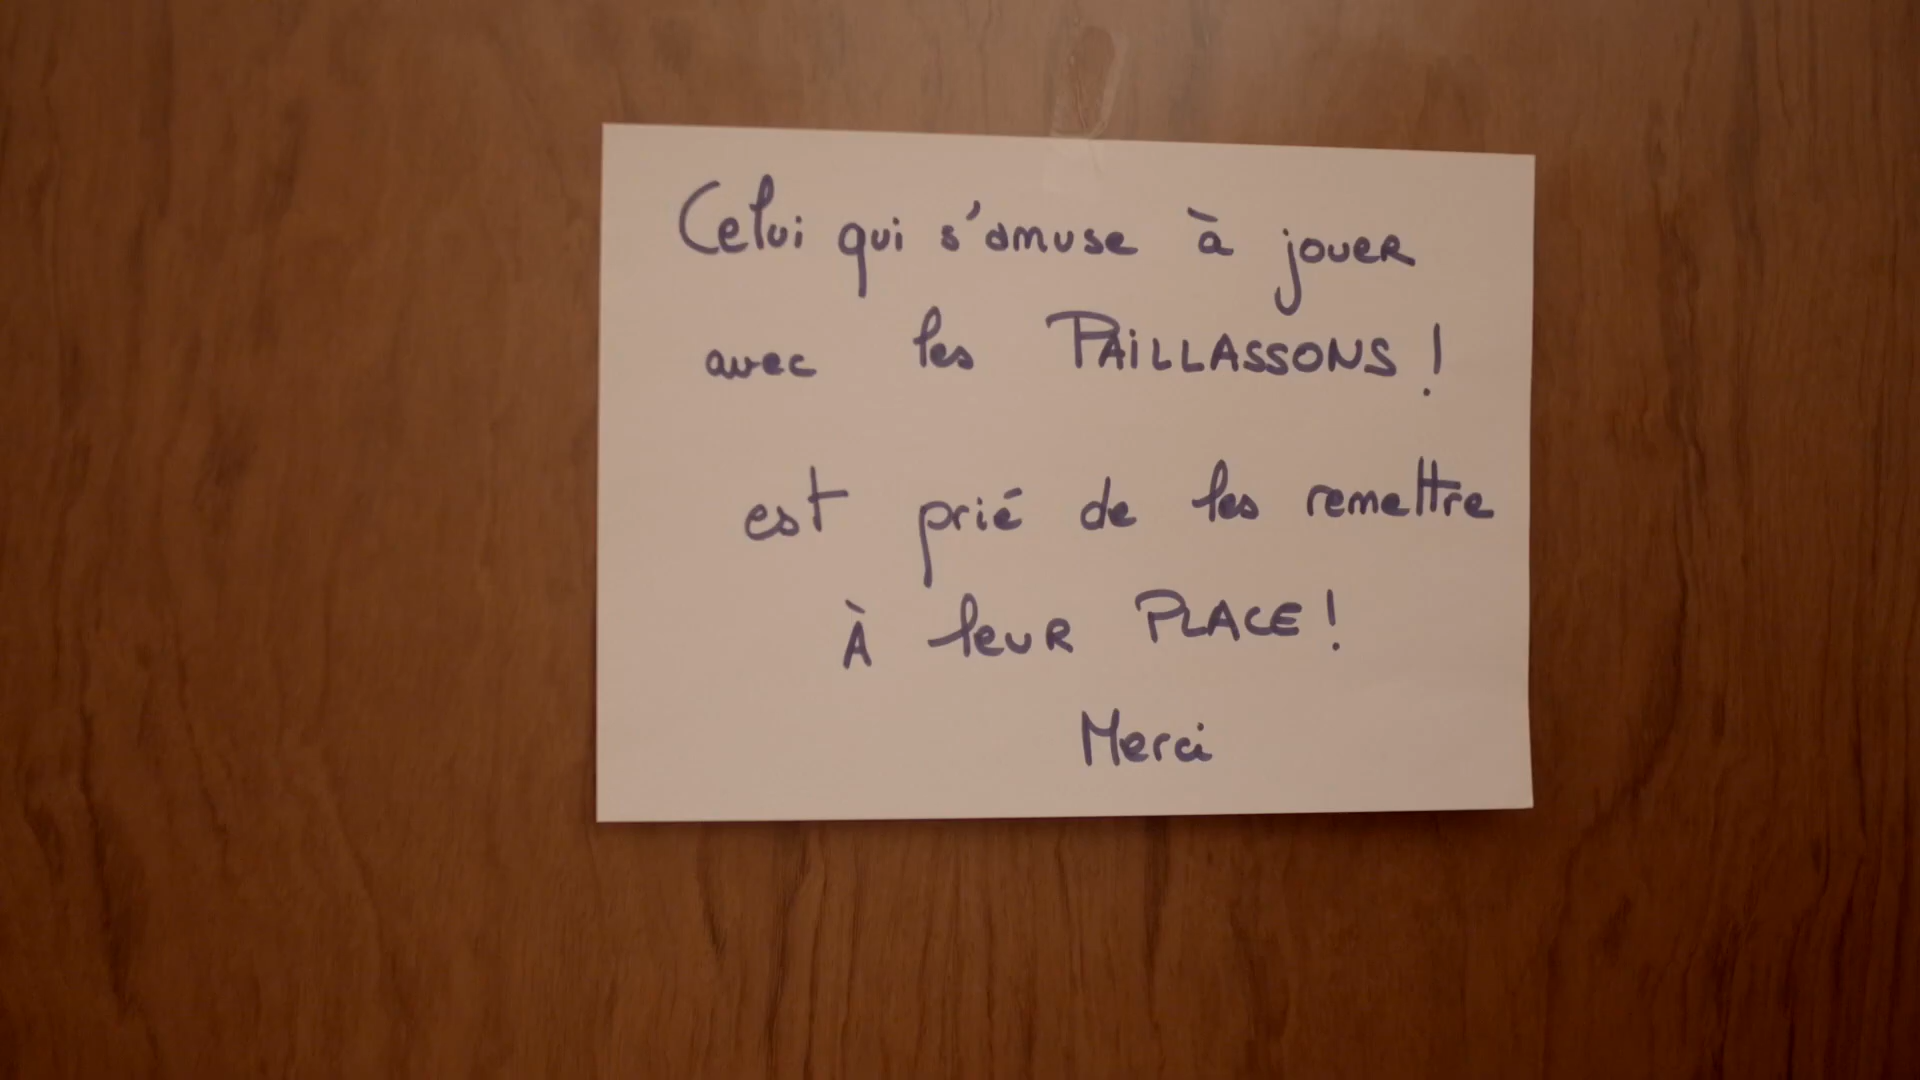 Celui qui s'amuse à jouer
avec les PAILLASSONS !
est prié de les remettre
À leur PLACE !
Merci